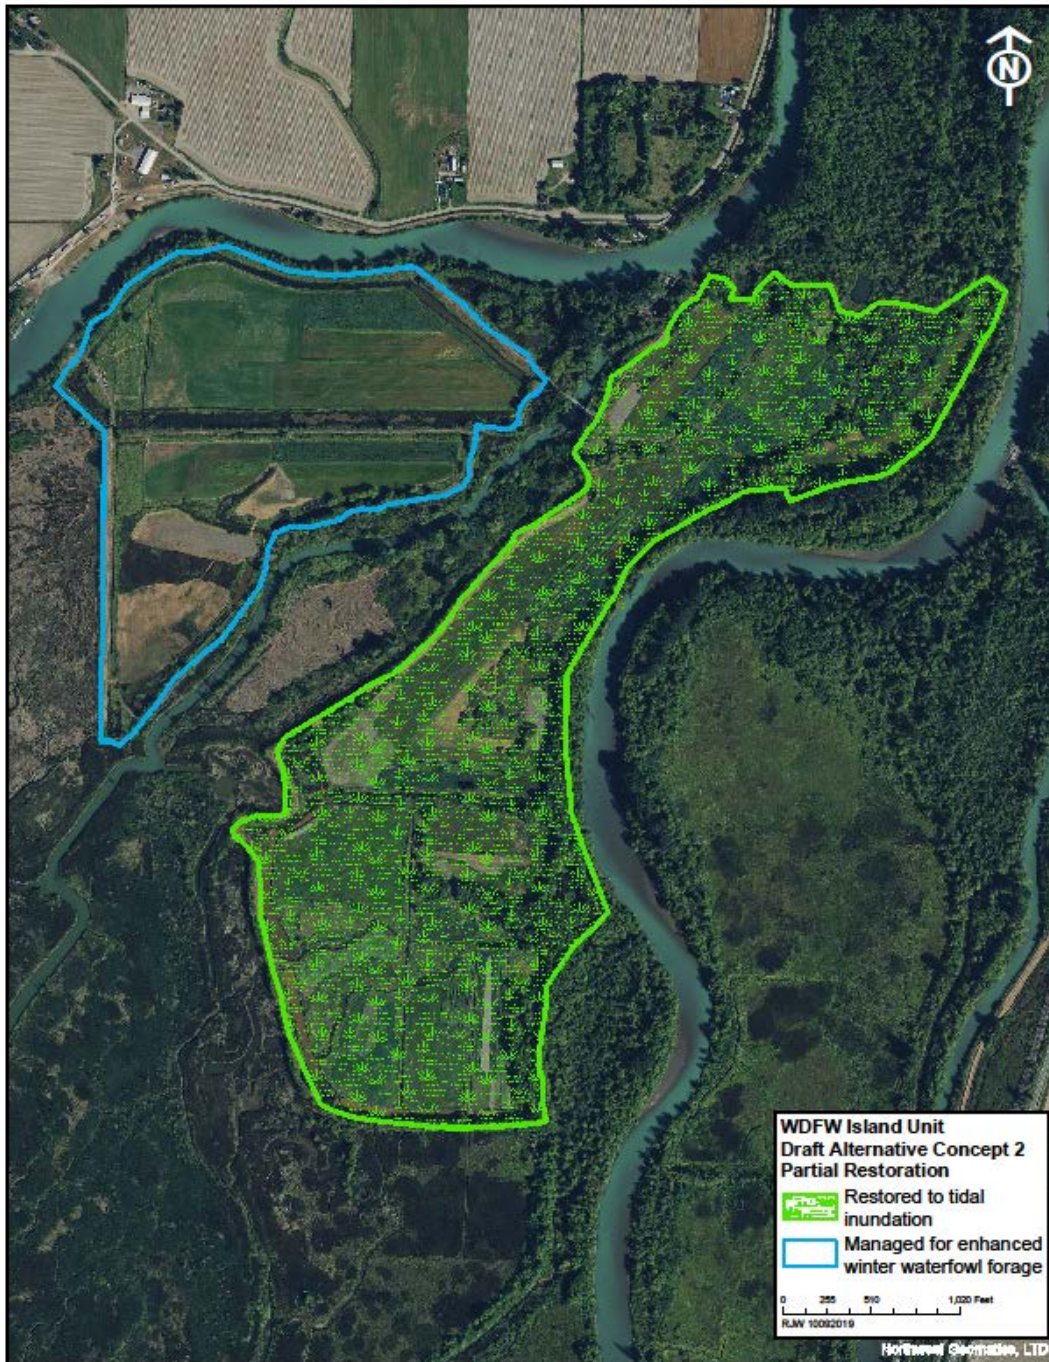 N
WDFW Island Unit
Draft Alternative Concept 2
Partial Restoration
Restored to tidal
inundation
Managed for enhanced
winter waterfowl forage
0 255 510 1,020 Feet
RJW 10092019
Northwest Geomatics, LTD